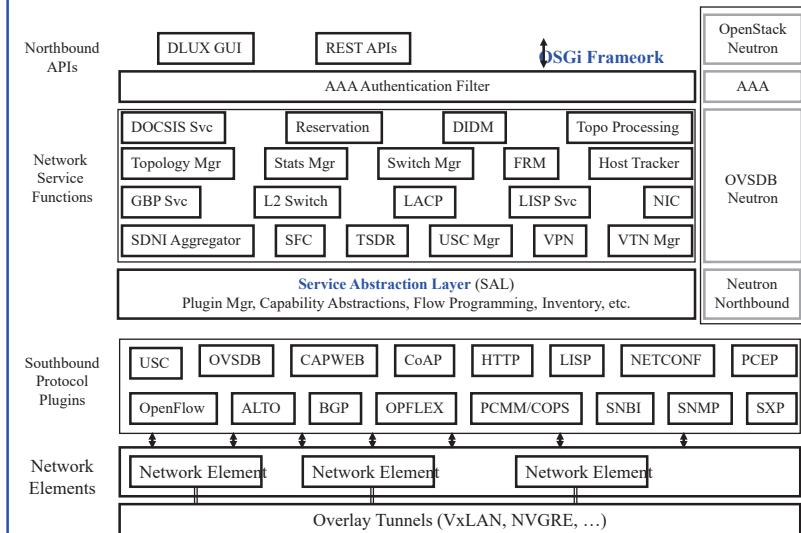 Northbound
APIs
DLUX GUI
REST APIs
OSGi Frameork
OpenStack
Neutron
AAA Authentication Filter
AAA
Network
Service
Functions
DOCSIS Svc
Reservation
DIDM
Topo Processing
Topology Mgr
Stats Mgr
Switch Mgr
FRM
Host Tracker
GBP Svc
L2 Switch
LACP
LISP Svc
NIC
SDNI Aggregator
SFC
TSDR
USC Mgr
VPN
VTN Mgr
OVSDB
Neutron
Service Abstraction Layer (SAL)
Plugin Mgr, Capability Abstractions, Flow Programming, Inventory, etc.
Neutron
Northbound
Southbound
Protocol
Plugins
USC
OVSDB
CAPWEB
CoAP
HTTP
LISP
NETCONF
PCEP
OpenFlow
ALTO
BGP
OPFLEX
PCMM/COPS
SNBI
SNMP
SXP
Network
Elements
Network Element
Network Element
Network Element
Overlay Tunnels (VxLAN, NVGRE, …)